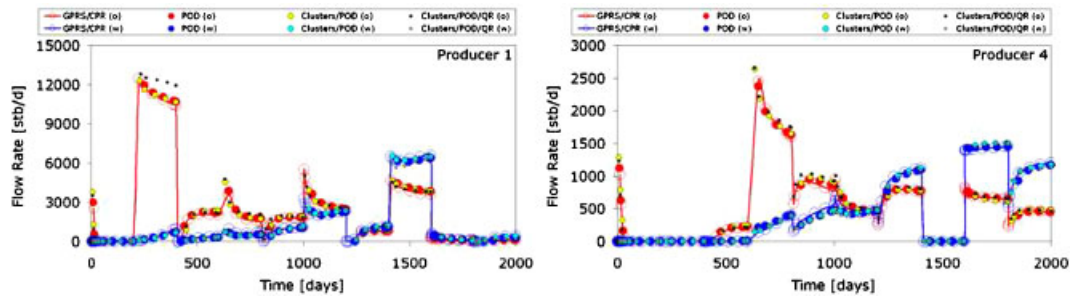 GPRS/CPR (o) POD (o) Clusters/POD (o) Clusters/POD/QR (o)
GPRS/CPR (w) POD (w) Clusters/POD (w) Clusters/POD/QR (w)
Producer 1
15000
12000
9000
6000
3000
0
Flow Rate [stb/d]
0 500 1000 1500 2000
Time [days]
GPRS/CPR (o) POD (o) Clusters/POD (o) Clusters/POD/QR (o)
GPRS/CPR (w) POD (w) Clusters/POD (w) Clusters/POD/QR (w)
Producer 4
3000
2500
2000
1500
1000
500
0
Flow Rate [stb/d]
0 500 1000 1500 2000
Time [days]